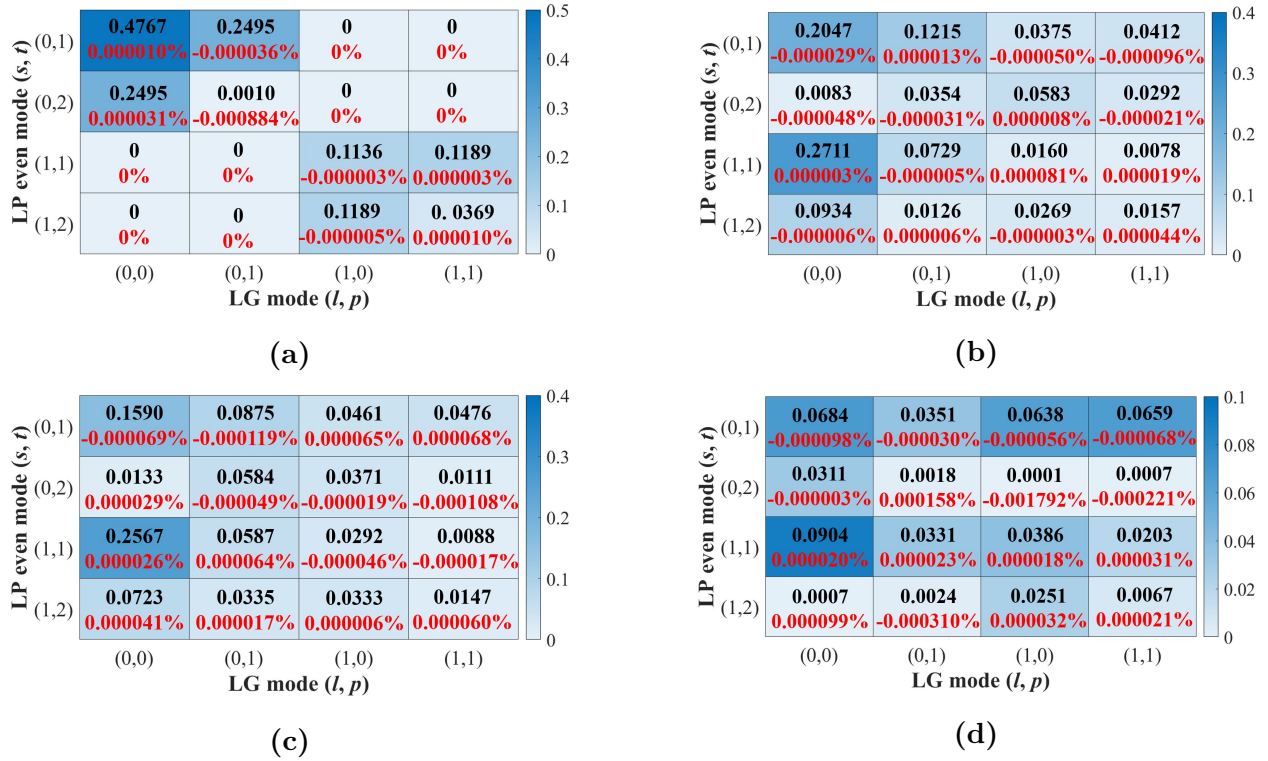 0.5
0.4
0.3
0.2
0.1
0
LP even mode (s, t)
(0,1)
0.4767 0.2495 0 0
0.000010% -0.000036% 0% 0%
(0,2)
0.2495 0.0010 0 0
0.000031% -0.000884% 0% 0%
(1,1)
0 0 0.1136 0.1189
0% 0% -0.000003% 0.000003%
(1,2)
0 0 0.1189 0. 0369
0% 0% -0.000005% 0.000010%
(0,0) (0,1) (1,0) (1,1)
LG mode (l, p)
(a)
0.4
0.3
0.2
0.1
0
LP even mode (s, t)
(0,1)
0.2047 0.1215 0.0375 0.0412
-0.000029% 0.000013% -0.000050% -0.000096%
(0,2)
0.0083 0.0354 0.0583 0.0292
-0.000048% -0.000031% 0.000008% -0.000021%
(1,1)
0.2711 0.0729 0.0160 0.0078
0.000003% -0.000005% 0.000081% 0.000019%
(1,2)
0.0934 0.0126 0.0269 0.0157
-0.000006% 0.000006% -0.000003% 0.000044%
(0,0) (0,1) (1,0) (1,1)
LG mode (l, p)
(b)
0.4
0.3
0.2
0.1
0
LP even mode (s, t)
(0,1)
0.1590 0.0875 0.0461 0.0476
-0.000069% -0.000119% 0.000065% 0.000068%
(0,2)
0.0133 0.0584 0.0371 0.0111
0.000029% -0.000049% -0.000019% -0.000108%
(1,1)
0.2567 0.0587 0.0292 0.0088
0.000026% 0.000064% -0.000046% -0.000017%
(1,2)
0.0723 0.0335 0.0333 0.0147
0.000041% 0.000017% 0.000006% 0.000060%
(0,0) (0,1) (1,0) (1,1)
LG mode (l, p)
(c)
0.1
0.08
0.06
0.04
0.02
0
LP even mode (s, t)
(0,1)
0.0684 0.0351 0.0638 0.0659
-0.000098% -0.000030% -0.000056% -0.000068%
(0,2)
0.0311 0.0018 0.0001 0.0007
-0.000003% 0.000158% -0.001792% -0.000221%
(1,1)
0.0904 0.0331 0.0386 0.0203
0.000020% 0.000023% 0.000018% 0.000031%
(1,2)
0.0007 0.0024 0.0251 0.0067
0.000099% -0.000310% 0.000032% 0.000021%
(0,0) (0,1) (1,0) (1,1)
LG mode (l, p)
(d)